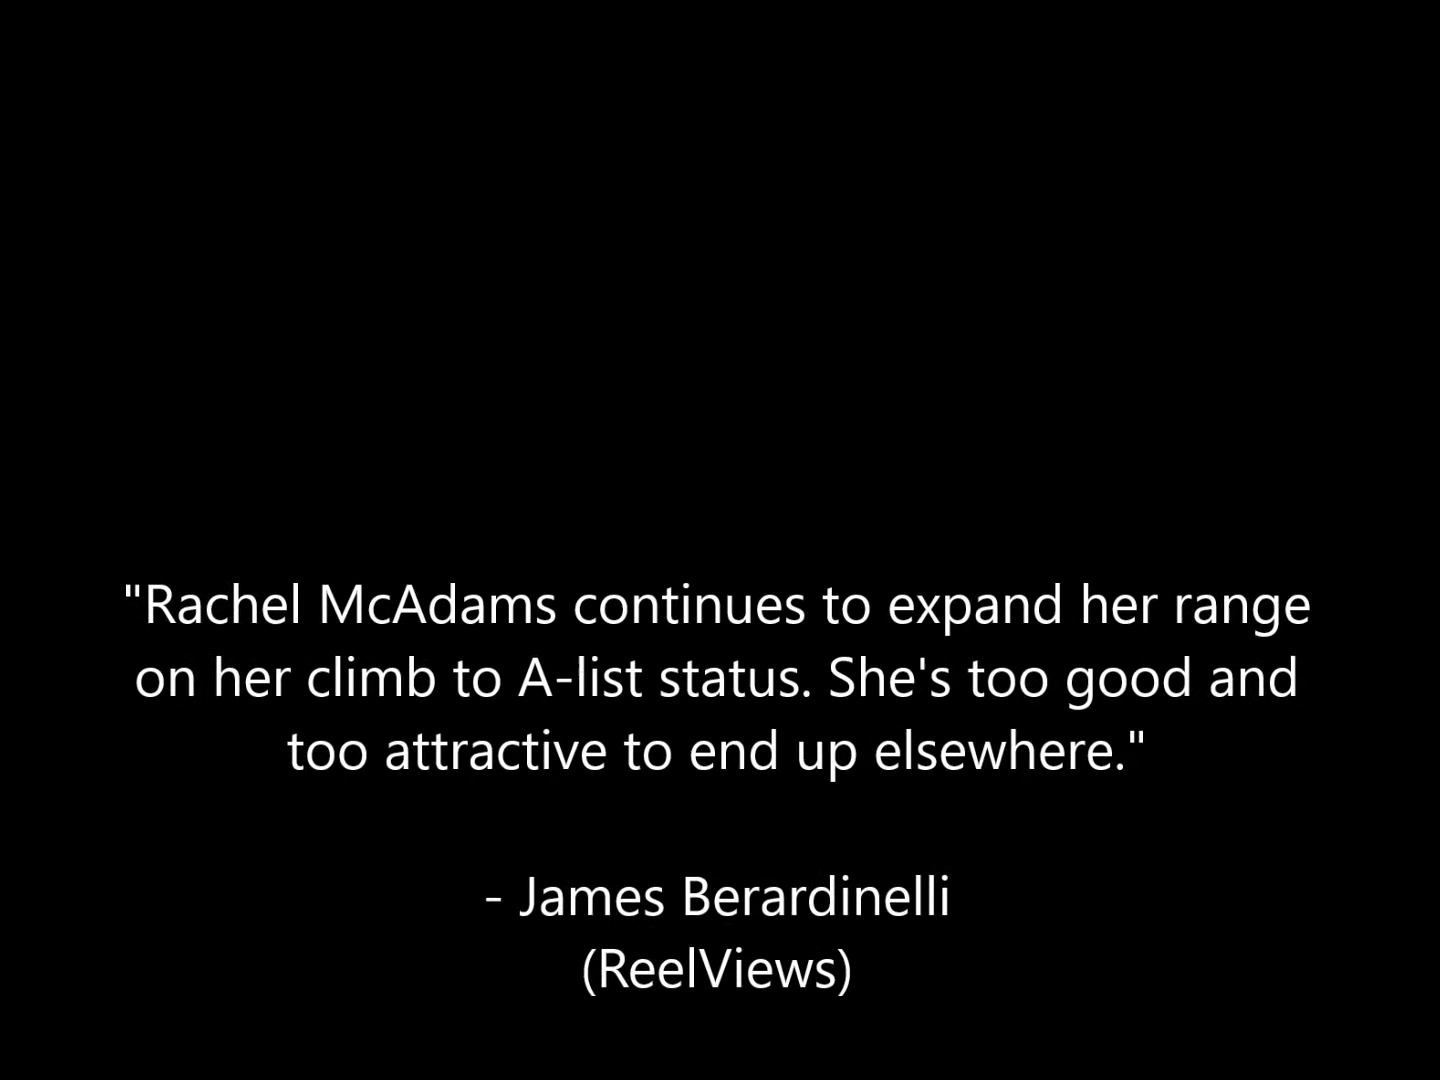 "Rachel McAdams continues to expand her range
on her climb to A-list status. She's too good and
too attractive to end up elsewhere."
- James Berardinelli
(ReelViews)